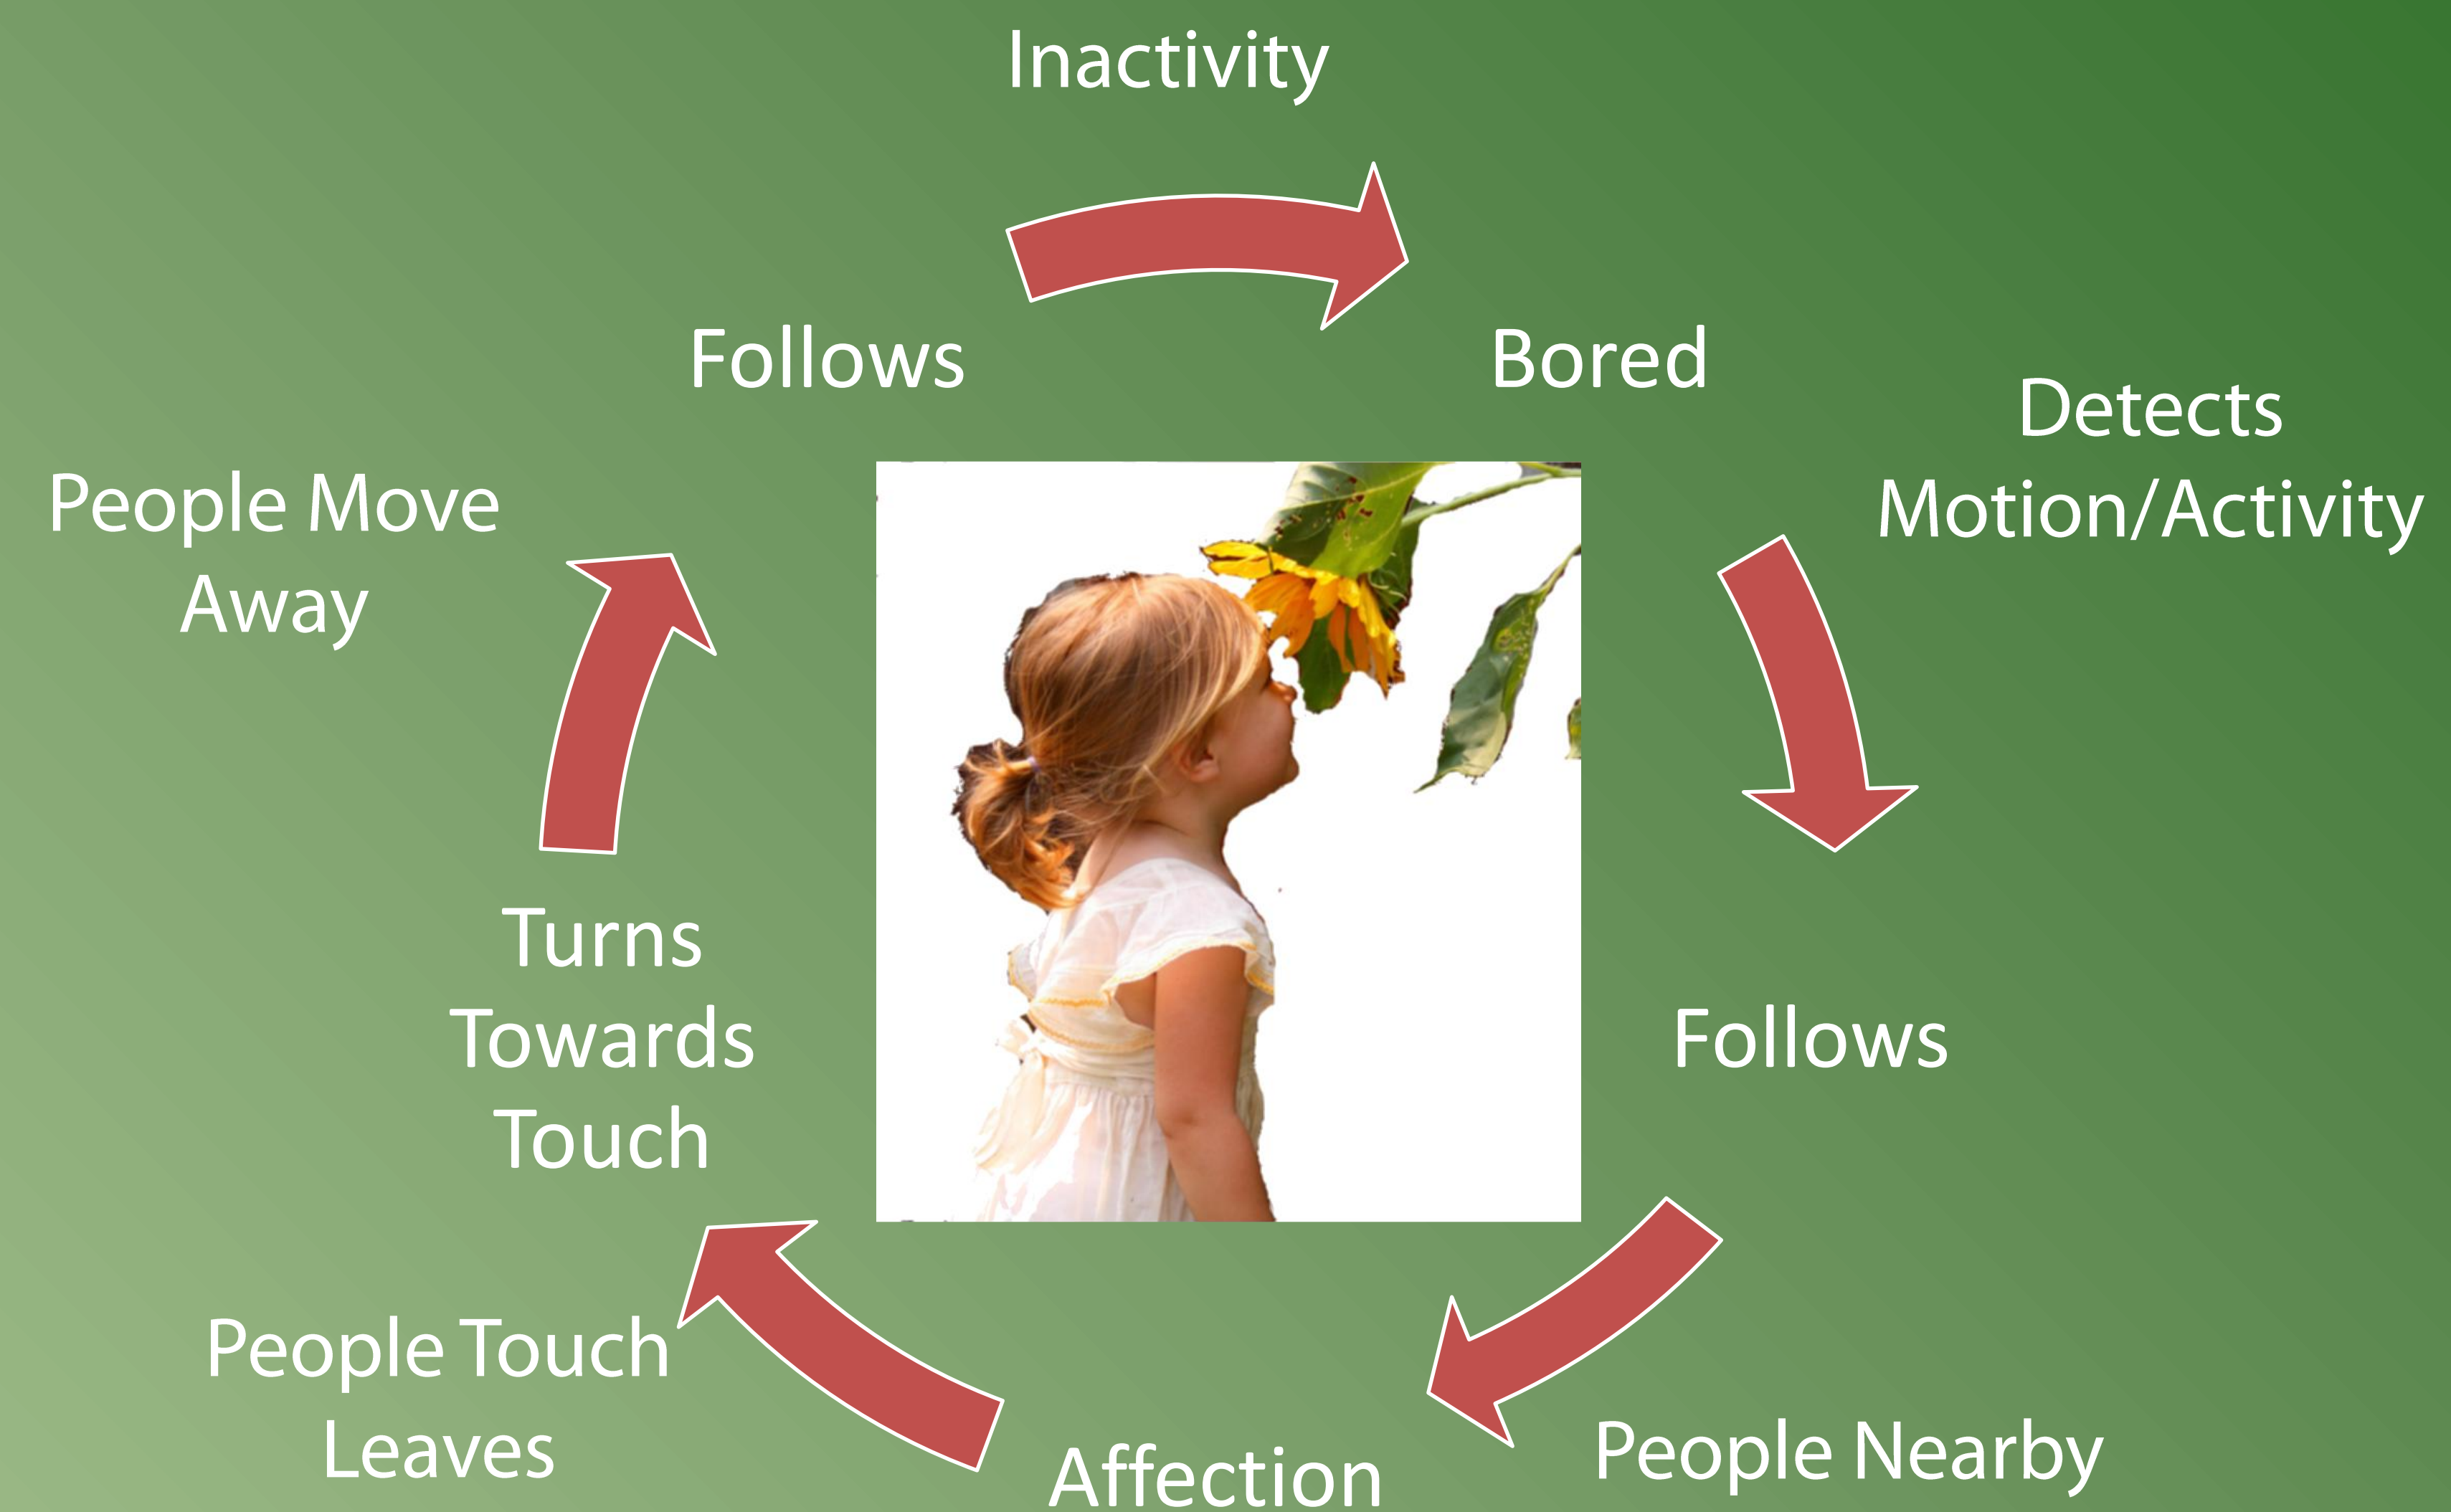 Inactivity
Follows
Bored
Detects
Motion/Activity
People Move
Away
Turns
Towards
Touch
Follows
People Touch
Leaves
Affection
People Nearby